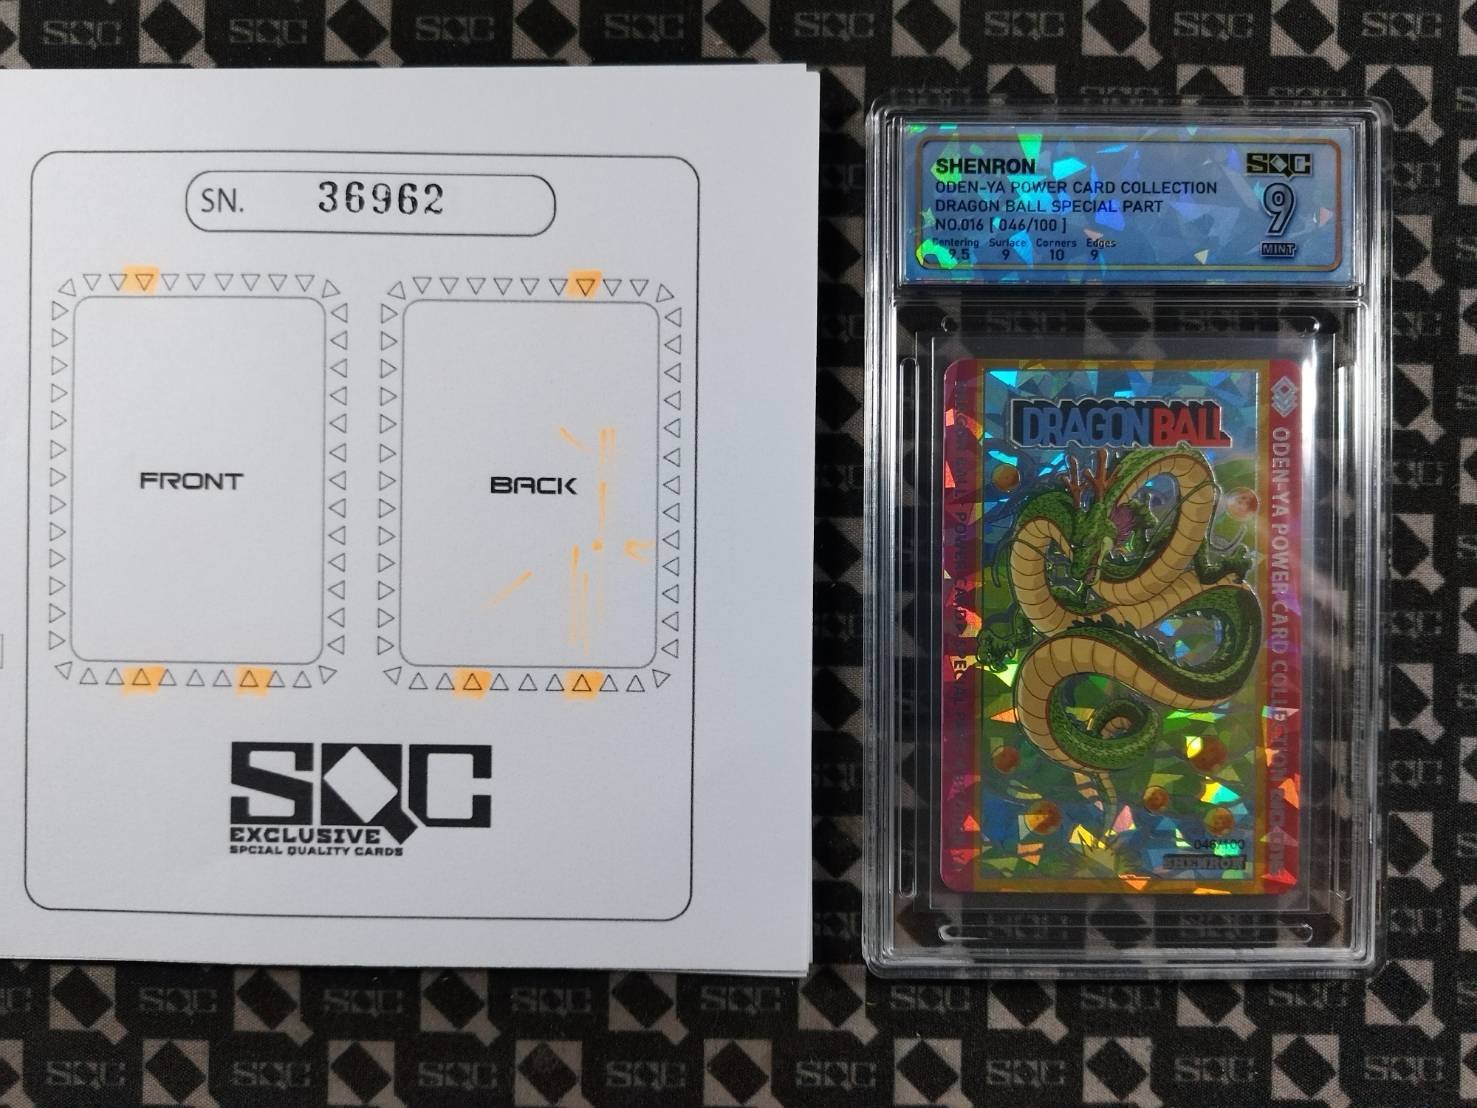 SN. 36962
FRONT
BACK
SQC
EXCLUSIVE
SPCIAL QUALITY CARDS
SHENRON
ODEN-YA POWER CARD COLLECTION
DRAGON BALL SPECIAL PART
NO.016 [ 046/100 ]
Centering Surface Corners Edges
9.5 9 10 9
SQC
9
MINT
DRAGONBALL
ODEN-YA POWER CARD COLLECTION
046/100
SHENRON